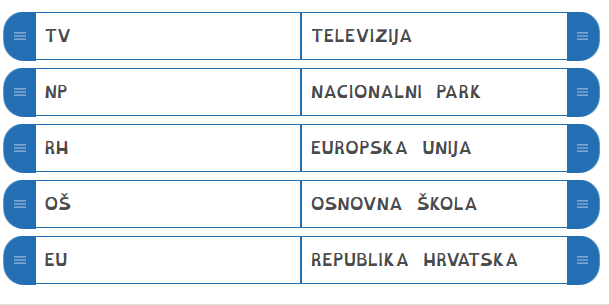 TV TELEVIZIJA
NP NACIONALNI PARK
RH EUROPSKA UNIJA
OŠ OSNOVNA ŠKOLA
EU REPUBLIKA HRVATSKA